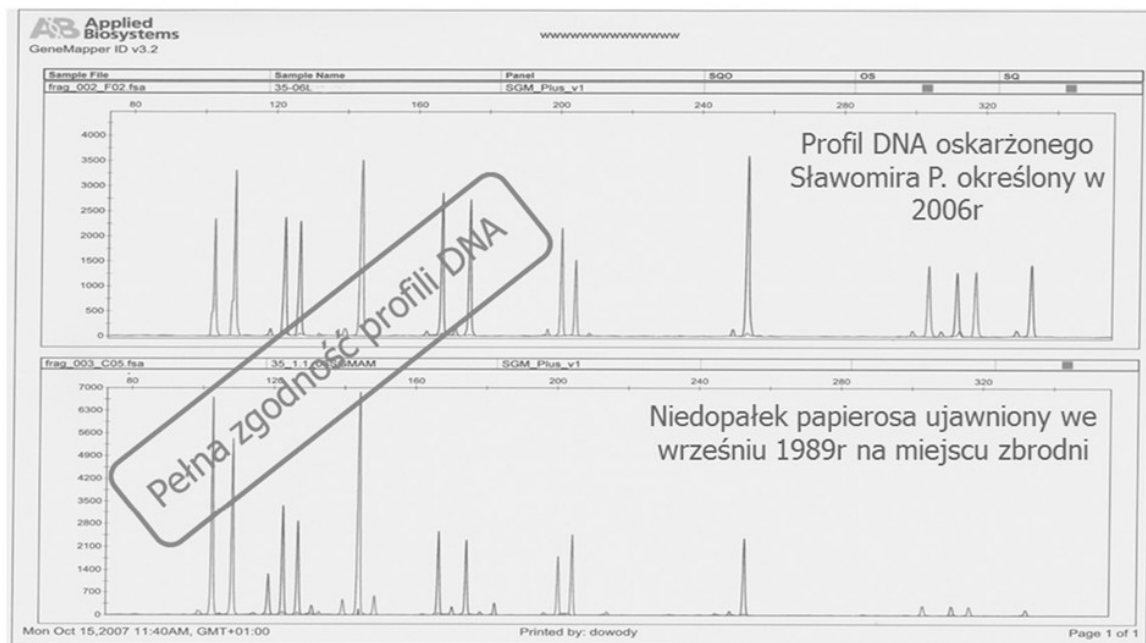 AB Applied
Biosystems
GeneMapper ID v3.2
wwwwwwwwwwwwwww
Sample File Sample Name Panel SQO OS SQ
frag_002_F02.fsa 35-06L SGM_Plus_v1
80 120 160 200 240 280 320
4000
3500
3000
2500
2000
1500
1000
500
0
Profil DNA oskarżonego
Sławomira P. określony w
2006r
Pełna zgodność profili DNA
frag_003_C05.fsa SGM_Plus_v1
80 120 160 200 240 280 320
7000
6300
5600
4900
4200
3500
2800
2100
1400
700
0
Niedopałek papierosa ujawniony we
wrześniu 1989r na miejscu zbrodni
Mon Oct 15,2007 11:40AM, GMT+01:00 Printed by: dowody Page 1 of 1